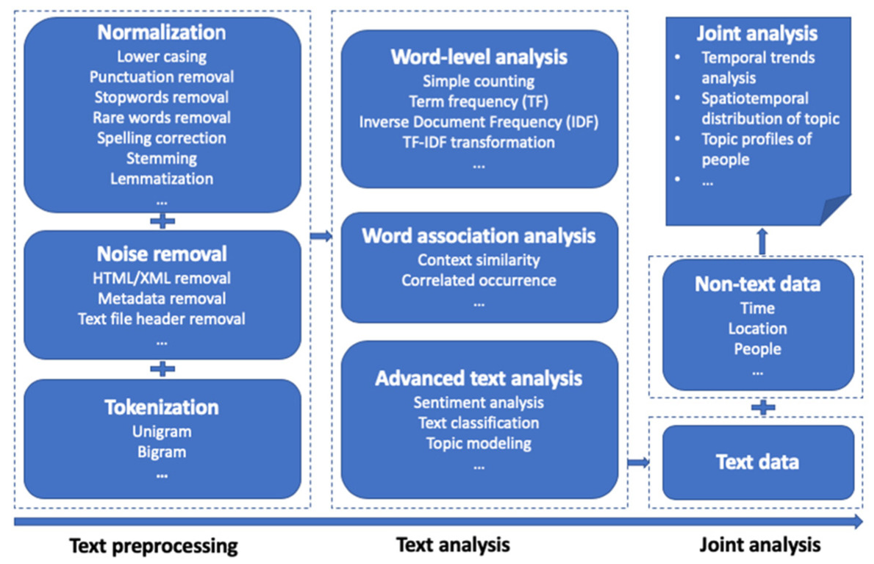 Normalization
Lower casing
Punctuation removal
Stopwords removal
Rare words removal
Spelling correction
Stemming
Lemmatization
...
Noise removal
HTML/XML removal
Metadata removal
Text file header removal
...
Tokenization
Unigram
Bigram
...
Word-level analysis
Simple counting
Term frequency (TF)
Inverse Document Frequency (IDF)
TF-IDF transformation
...
Word association analysis
Context similarity
Correlated occurrence
...
Advanced text analysis
Sentiment analysis
Text classification
Topic modeling
...
Joint analysis
• Temporal trends
analysis
• Spatiotemporal
distribution of topic
• Topic profiles of
people
• ...
Non-text data
Time
Location
People
...
Text data
Text preprocessing
Text analysis
Joint analysis